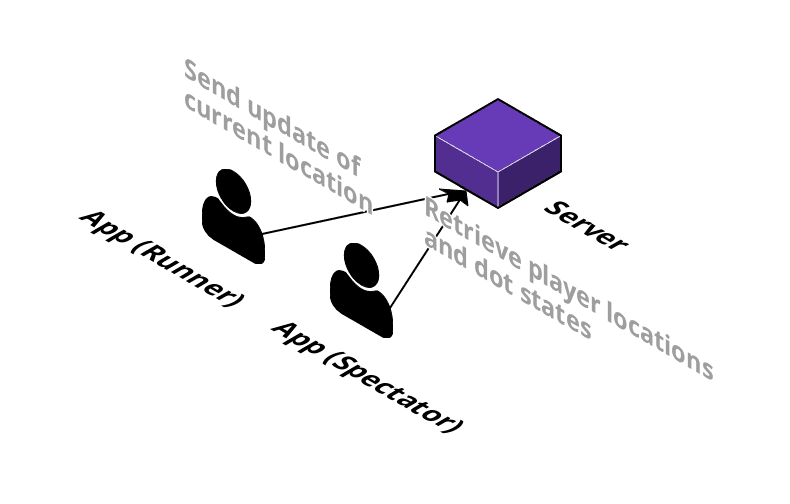 Send update of
current location
Server
Retrieve player locations
and dot states
App (Runner)
App (Spectator)